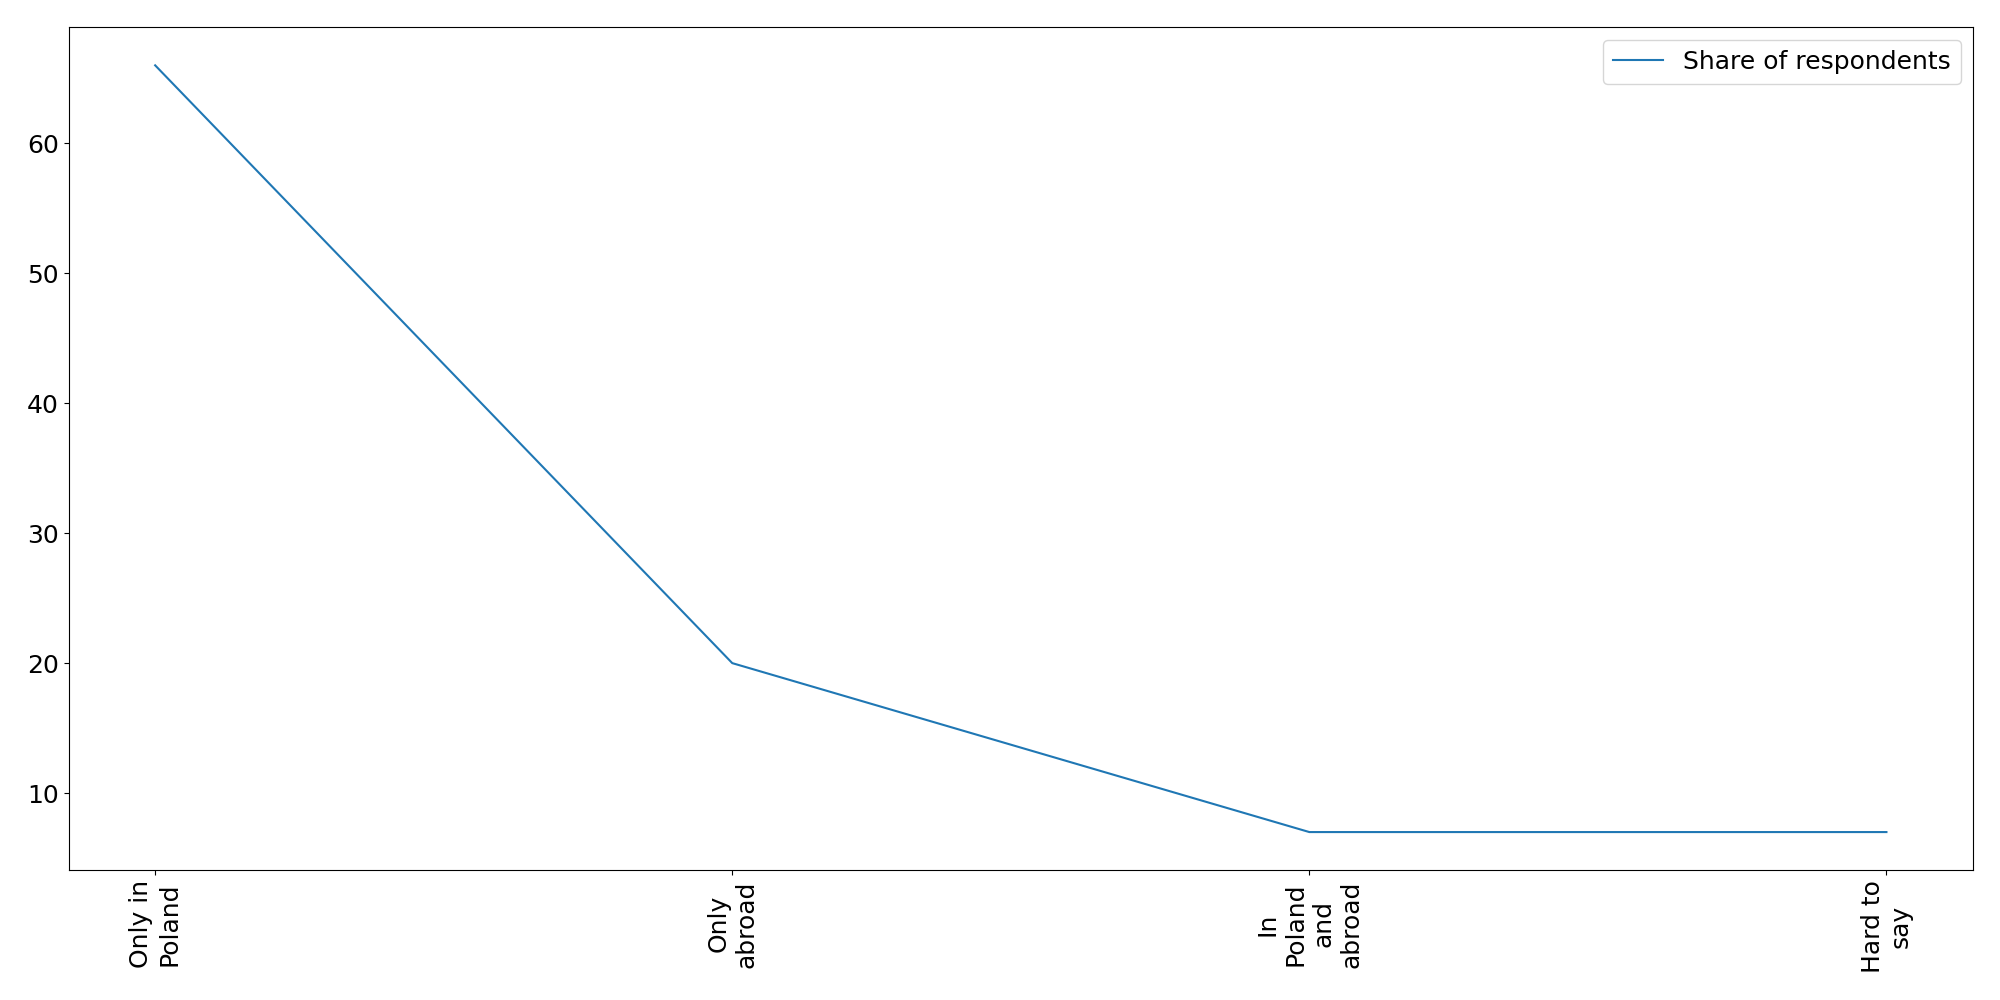 Share of respondents
60
50
40
30
20
10
Only in
Poland
Only
abroad
In
Poland
and
abroad
Hard to
say